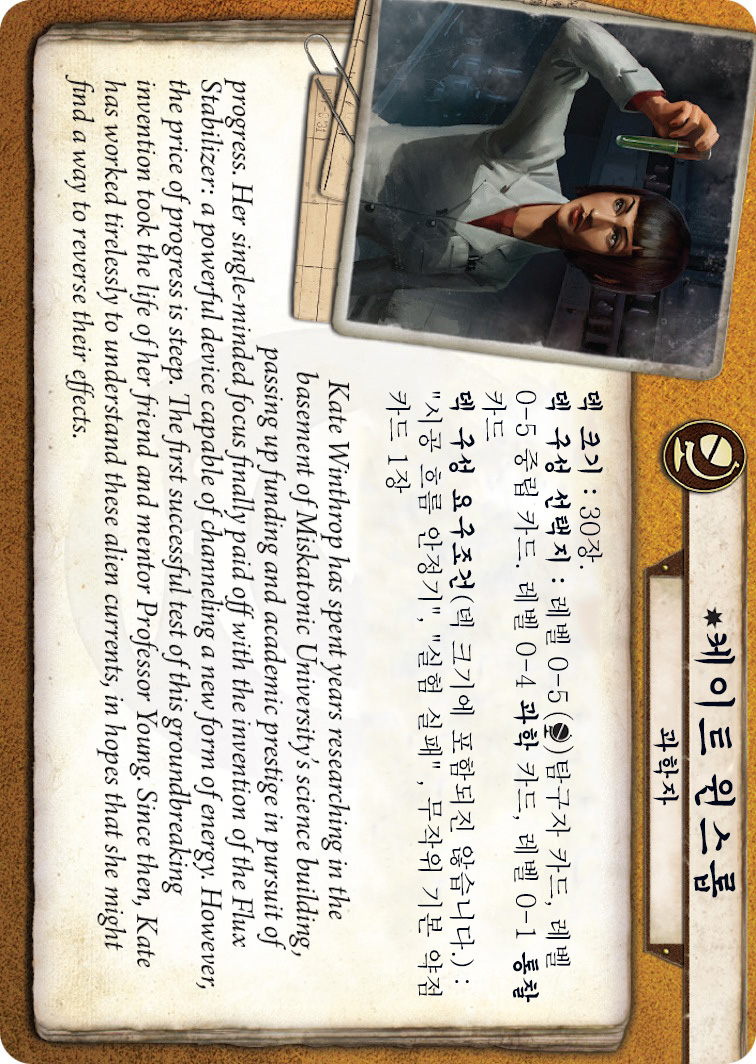 ✷케이트 윈스롭
과학자
덱 크기 : 30장.
덱 구성 선택지 : 레벨 0-5 ()탐구자 카드, 레벨
0-5 중립 카드. 레벨 0-4 과학 카드, 레벨 0-1 통찰
카드
덱 구성 요구조건(덱 크기에 포함되진 않습니다.) :
"시공 흐름 안정기", "실험 실패", 무작위 기본 약점
카드 1장
Kate Winthrop has spent years researching in the
basement of Miskatonic University's science building,
passing up funding and academic prestige in pursuit of
progress. Her single-minded focus finally paid off with the invention of the Flux
Stabilizer: a powerful device capable of channeling a new form of energy. However,
the price of progress is steep. The first successful test of this groundbreaking
invention took the life of her friend and mentor Professor Young. Since then, Kate
has worked tirelessly to understand these alien currents, in hopes that she might
find a way to reverse their effects.